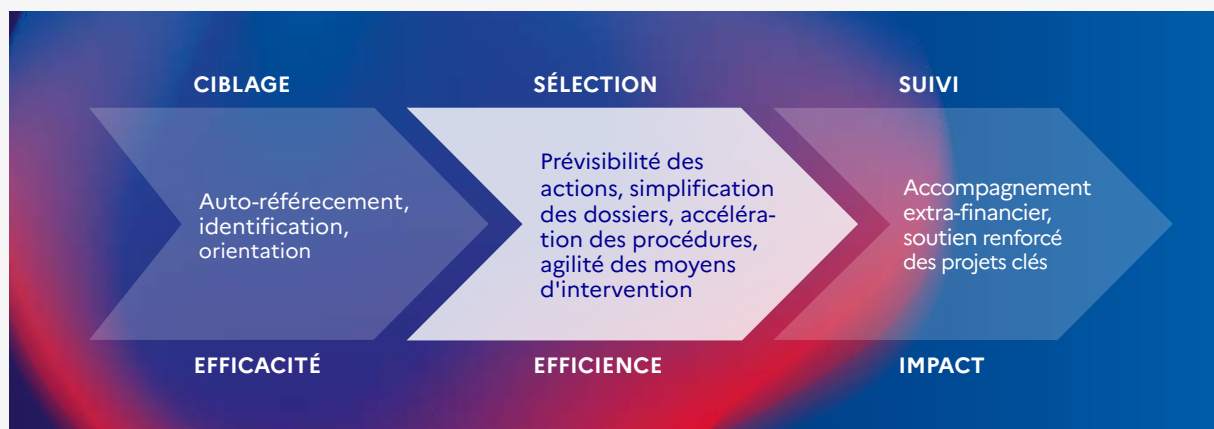 CIBLAGE
SÉLECTION
SUIVI
Auto-référecement,
identification,
orientation
Prévisibilité des
actions, simplification
des dossiers, accéléra-
tion des procédures,
agilité des moyens
d'intervention
Accompagnement
extra-financier,
soutien renforcé
des projets clés
EFFICACITÉ
EFFICIENCE
IMPACT